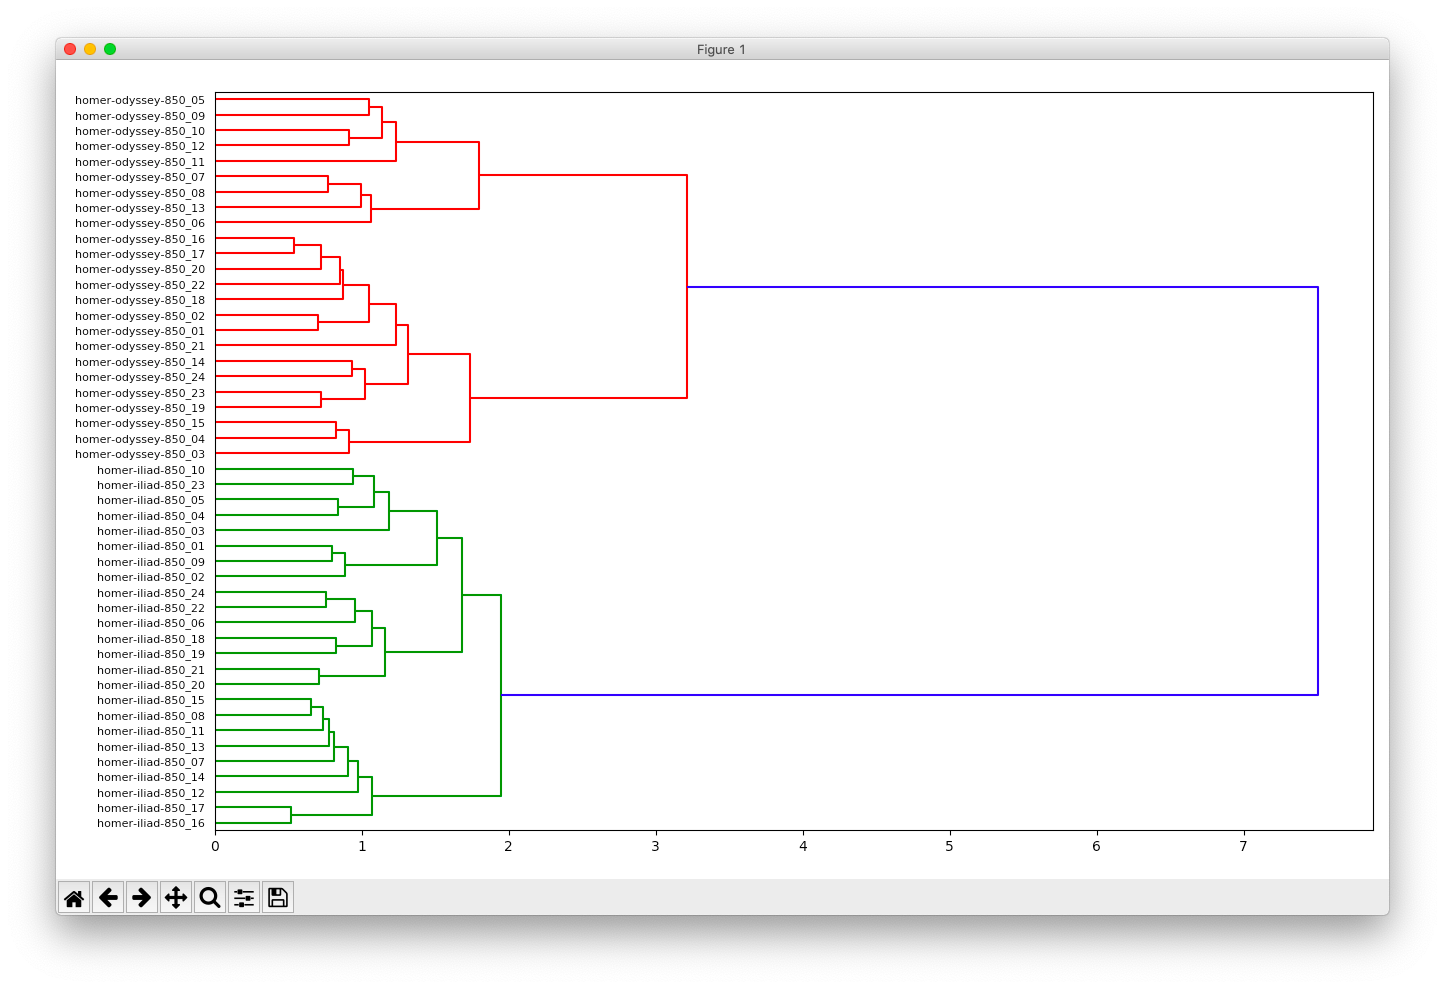 Figure 1
homer-odyssey-850_05
homer-odyssey-850_09
homer-odyssey-850_10
homer-odyssey-850_12
homer-odyssey-850_11
homer-odyssey-850_07
homer-odyssey-850_08
homer-odyssey-850_13
homer-odyssey-850_06
homer-odyssey-850_16
homer-odyssey-850_17
homer-odyssey-850_20
homer-odyssey-850_22
homer-odyssey-850_18
homer-odyssey-850_02
homer-odyssey-850_01
homer-odyssey-850_21
homer-odyssey-850_14
homer-odyssey-850_24
homer-odyssey-850_23
homer-odyssey-850_19
homer-odyssey-850_15
homer-odyssey-850_04
homer-odyssey-850_03
homer-iliad-850_10
homer-iliad-850_23
homer-iliad-850_05
homer-iliad-850_04
homer-iliad-850_03
homer-iliad-850_01
homer-iliad-850_09
homer-iliad-850_02
homer-iliad-850_24
homer-iliad-850_22
homer-iliad-850_06
homer-iliad-850_18
homer-iliad-850_19
homer-iliad-850_21
homer-iliad-850_20
homer-iliad-850_15
homer-iliad-850_08
homer-iliad-850_11
homer-iliad-850_13
homer-iliad-850_07
homer-iliad-850_14
homer-iliad-850_12
homer-iliad-850_17
homer-iliad-850_16
0 1 2 3 4 5 6 7